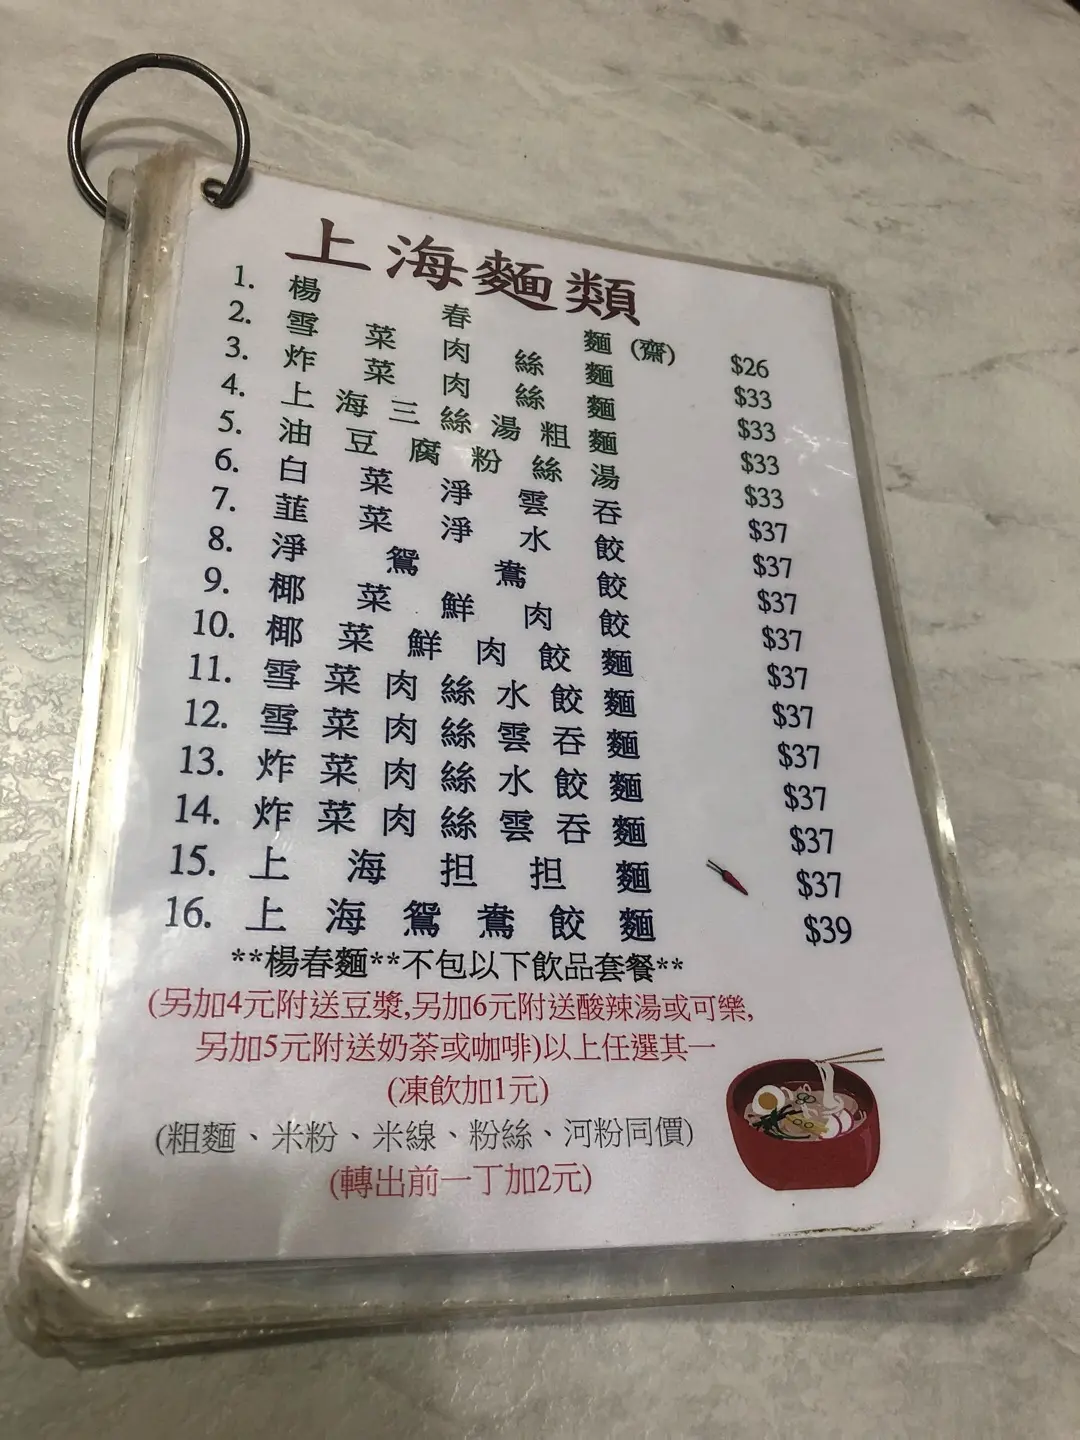 上海麵類
1. 楊春麵 (齋) $26
2. 雪菜肉絲麵 $33
3. 炸菜肉絲麵 $33
4. 上海三絲湯粗麵 $33
5. 油豆腐粉絲湯 $33
6. 白菜淨雲吞 $37
7. 韮菜淨水餃 $37
8. 淨鴛鴦餃 $37
9. 椰菜鮮肉餃 $37
10. 椰菜鮮肉餃麵 $37
11. 雪菜肉絲水餃麵 $37
12. 雪菜肉絲雲吞麵 $37
13. 炸菜肉絲水餃麵 $37
14. 炸菜肉絲雲吞麵 $37
15. 上海担担麵 $37
16. 上海鴛鴦餃麵 $39
**楊春麵**不包以下飲品套餐**
(另加4元附送豆漿,另加6元附送酸辣湯或可樂,
另加5元附送奶茶或咖啡)以上任選其一
(凍飲加1元)
(粗麵、米粉、米線、粉絲、河粉同價)
(轉出前一丁加2元)